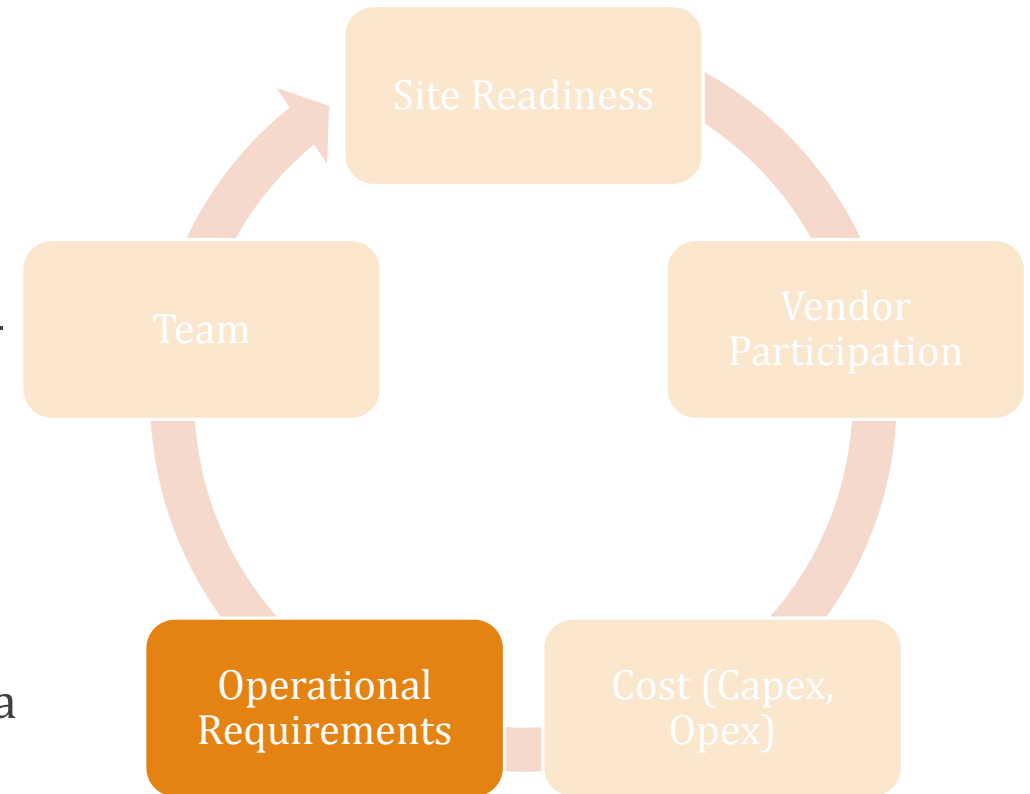 Site Readiness
Vendor
Participation
Team
.
Cost (Capex,
Opex)
Operational
Requirements
a